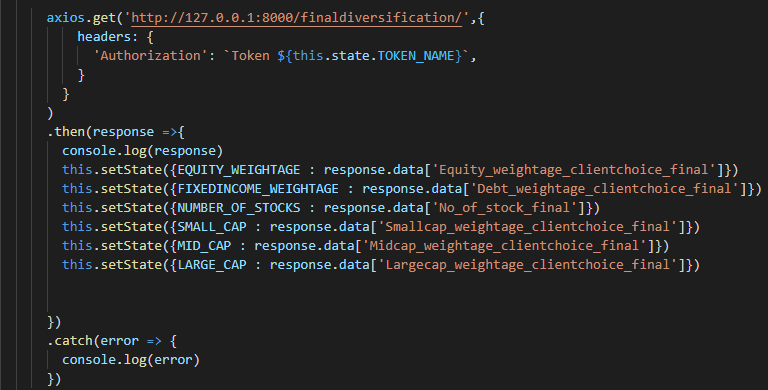 axios.get('http://127.0.0.1:8000/finaldiversification/',{
headers: {
'Authorization': `Token ${this.state.TOKEN_NAME}`,
}
}
)
.then(response =>{
console.log(response)
this.setState({EQUITY_WEIGHTAGE : response.data['Equity_weightage_clientchoice_final']})
this.setState({FIXEDINCOME_WEIGHTAGE : response.data['Debt_weightage_clientchoice_final']})
this.setState({NUMBER_OF_STOCKS : response.data['No_of_stock_final']})
this.setState({SMALL_CAP : response.data['Smallcap_weightage_clientchoice_final']})
this.setState({MID_CAP : response.data['Midcap_weightage_clientchoice_final']})
this.setState({LARGE_CAP : response.data['Largecap_weightage_clientchoice_final']})
})
.catch(error => {
console.log(error)
})